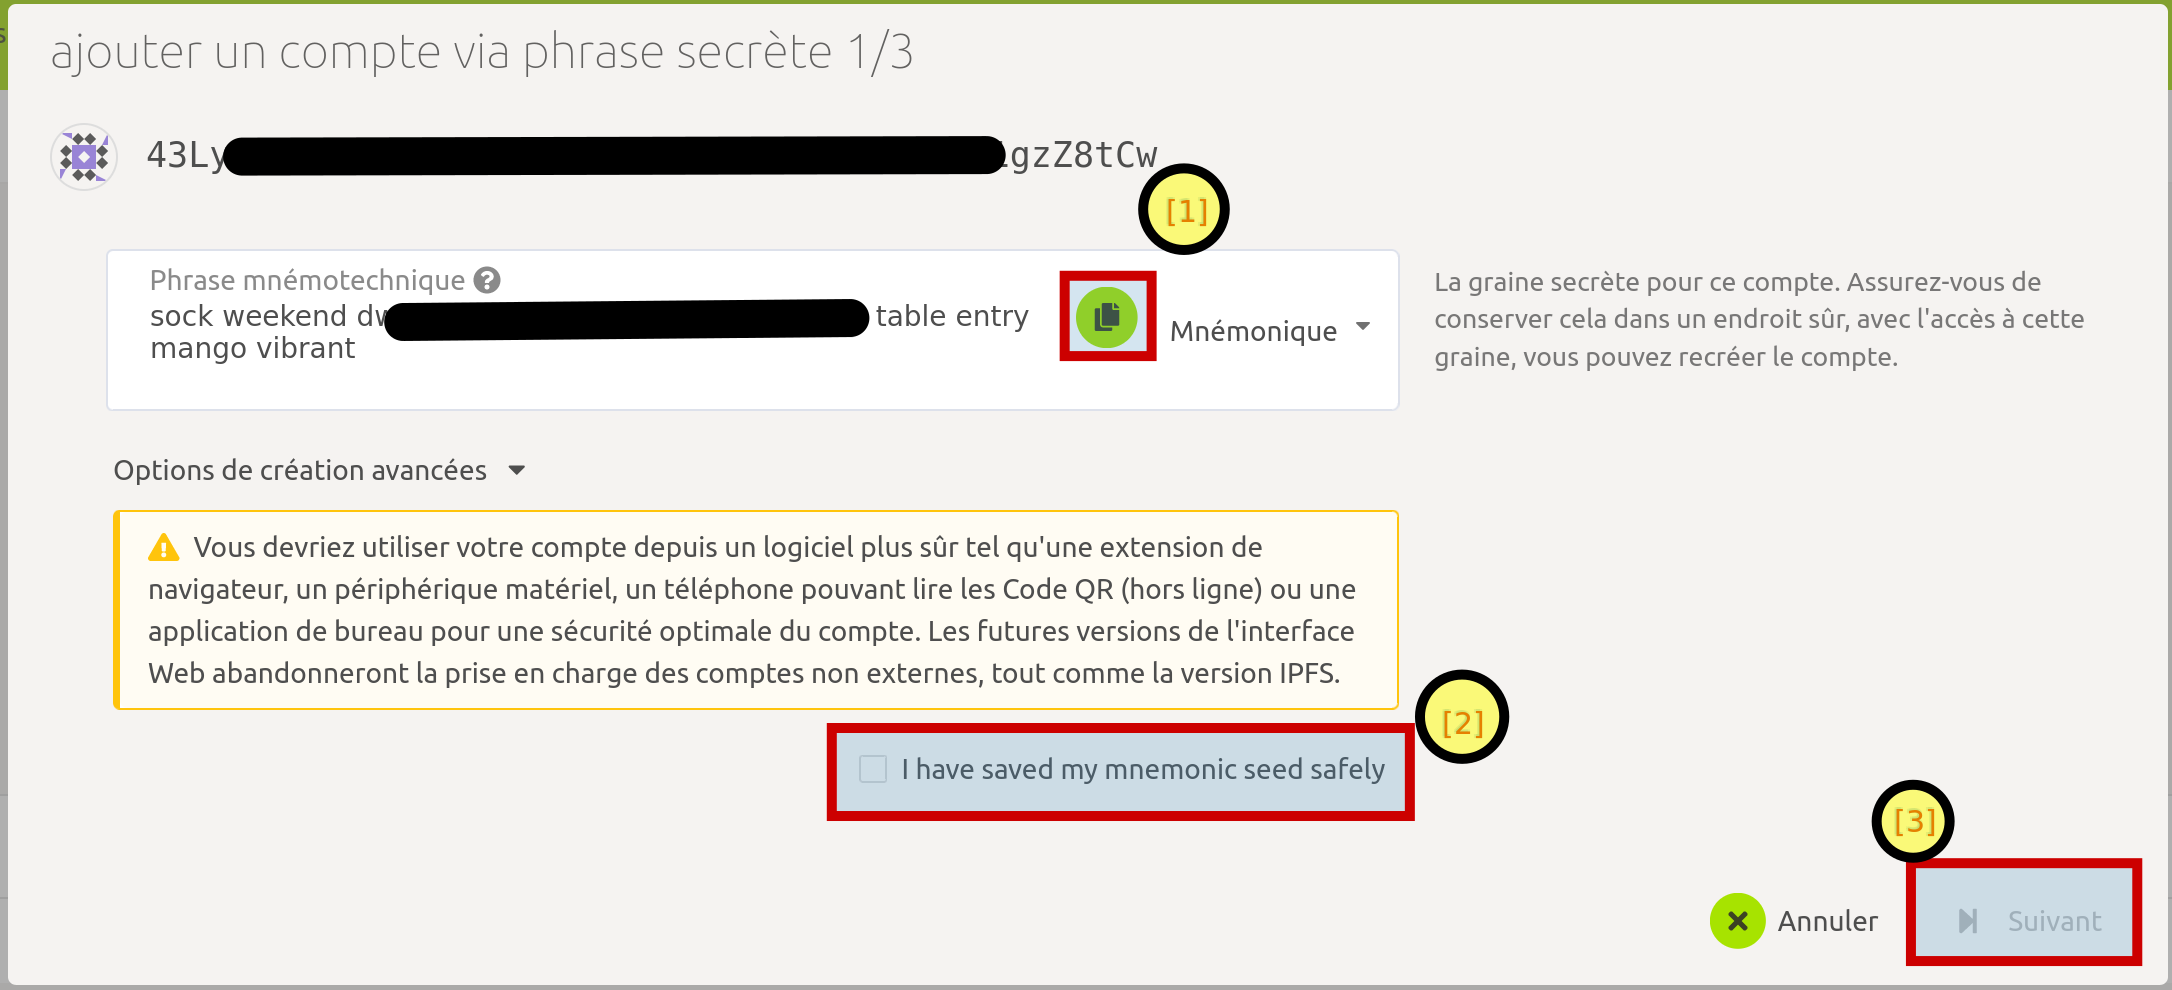 ajouter un compte via phrase secrète 1/3
43Ly gzZ8tCw
[1]
Phrase mnémotechnique ?
sock weekend table entry
mango vibrant
Mnémonique
La graine secrète pour ce compte. Assurez-vous de
conserver cela dans un endroit sûr, avec l'accès à cette
graine, vous pouvez recréer le compte.
Options de création avancées
Vous devriez utiliser votre compte depuis un logiciel plus sûr tel qu'une extension de
navigateur, un périphérique matériel, un téléphone pouvant lire les Code QR (hors ligne) ou une
application de bureau pour une sécurité optimale du compte. Les futures versions de l'interface
Web abandonneront la prise en charge des comptes non externes, tout comme la version IPFS.
[2]
I have saved my mnemonic seed safely
[3]
Annuler
Suivant